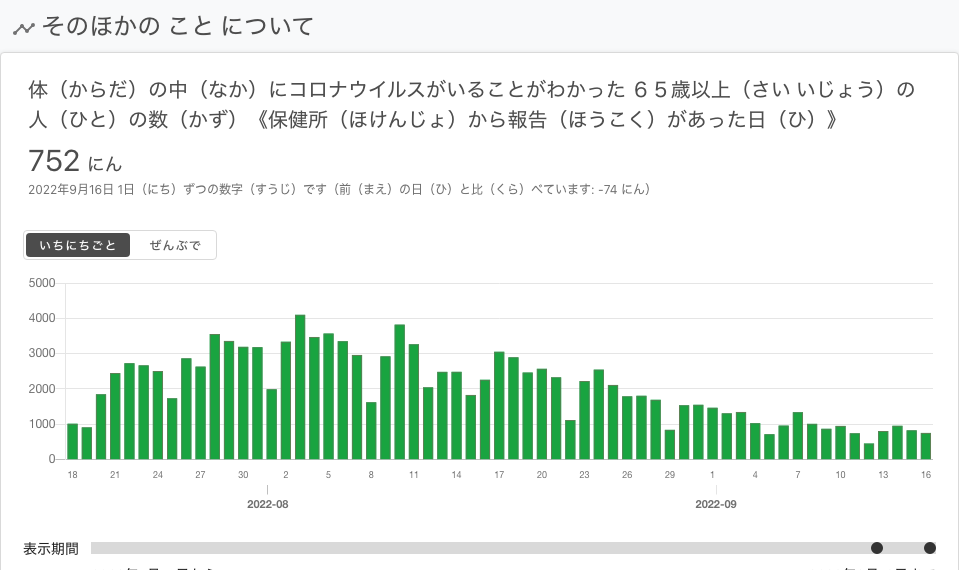 そのほかの こと について
体（からだ）の中（なか）にコロナウイルスがいることがわかった ６５歳以上（さい いじょう）の
人（ひと）の数（かず）《保健所（ほけんじょ）から報告（ほうこく）があった日（ひ）》
752 にん
2022年9月16日 1日（にち）ずつの数字（すうじ）です（前（まえ）の日（ひ）と比（くら）べています: -74 にん）
いちにちごと ぜんぶで
5000
4000
3000
2000
1000
0
18 21 24 27 30 2 5 8 11 14 17 20 23 26 29 1 4 7 10 13 16
2022-08 2022-09
表示期間